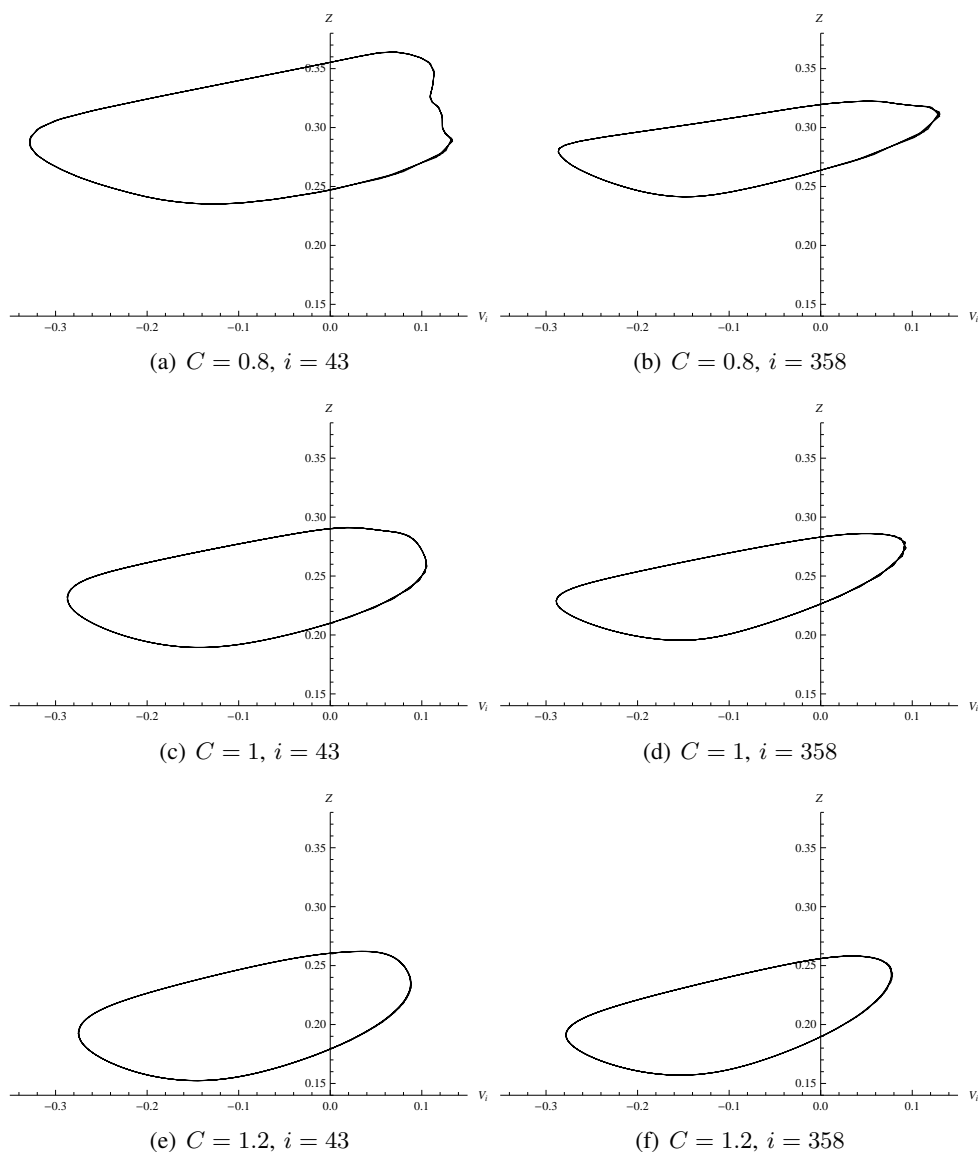 Z
Z
0.35
0.35
0.30
0.30
0.25
0.25
0.20
0.20
0.15
0.15
−0.3 −0.2 −0.1 0.0 0.1 Vi
−0.3 −0.2 −0.1 0.0 0.1 Vi
(a) C = 0.8, i = 43
(b) C = 0.8, i = 358
Z
Z
0.35
0.35
0.30
0.30
0.25
0.25
0.20
0.20
0.15
0.15
−0.3 −0.2 −0.1 0.0 0.1 Vi
−0.3 −0.2 −0.1 0.0 0.1 Vi
(c) C = 1, i = 43
(d) C = 1, i = 358
Z
Z
0.35
0.35
0.30
0.30
0.25
0.25
0.20
0.20
0.15
0.15
−0.3 −0.2 −0.1 0.0 0.1 Vi
−0.3 −0.2 −0.1 0.0 0.1 Vi
(e) C = 1.2, i = 43
(f) C = 1.2, i = 358